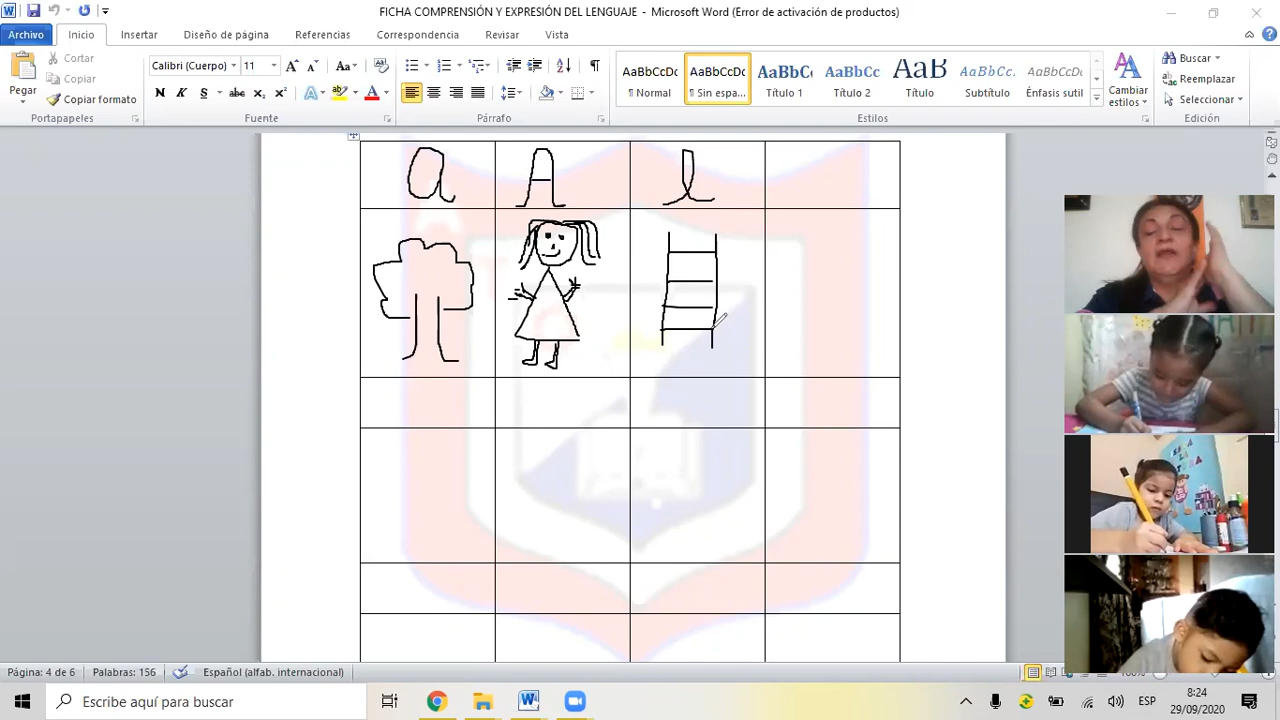 FICHA COMPRENSIÓN Y EXPRESIÓN DEL LENGUAJE - Microsoft Word (Error de activación de productos)
Archivo Inicio Insertar Diseño de página Referencias Correspondencia Revisar Vista
Cortar
Copiar
Copiar formato
Pegar
Portapapeles
Calibri (Cuerpo) 11
Fuente
Párrafo
AaBbCcDc AaBbCcDc AaBbC AaBbCc AaB AaBbCc. AaBbCcDc
¶ Normal ¶ Sin espa... Título 1 Título 2 Título Subtítulo Énfasis sutil
Cambiar estilos
Estilos
Buscar
Reemplazar
Seleccionar
Edición
a A e
Página: 4 de 6 Palabras: 156 Español (alfab. internacional)
Escribe aquí para buscar
ESP
8:24
29/09/2020